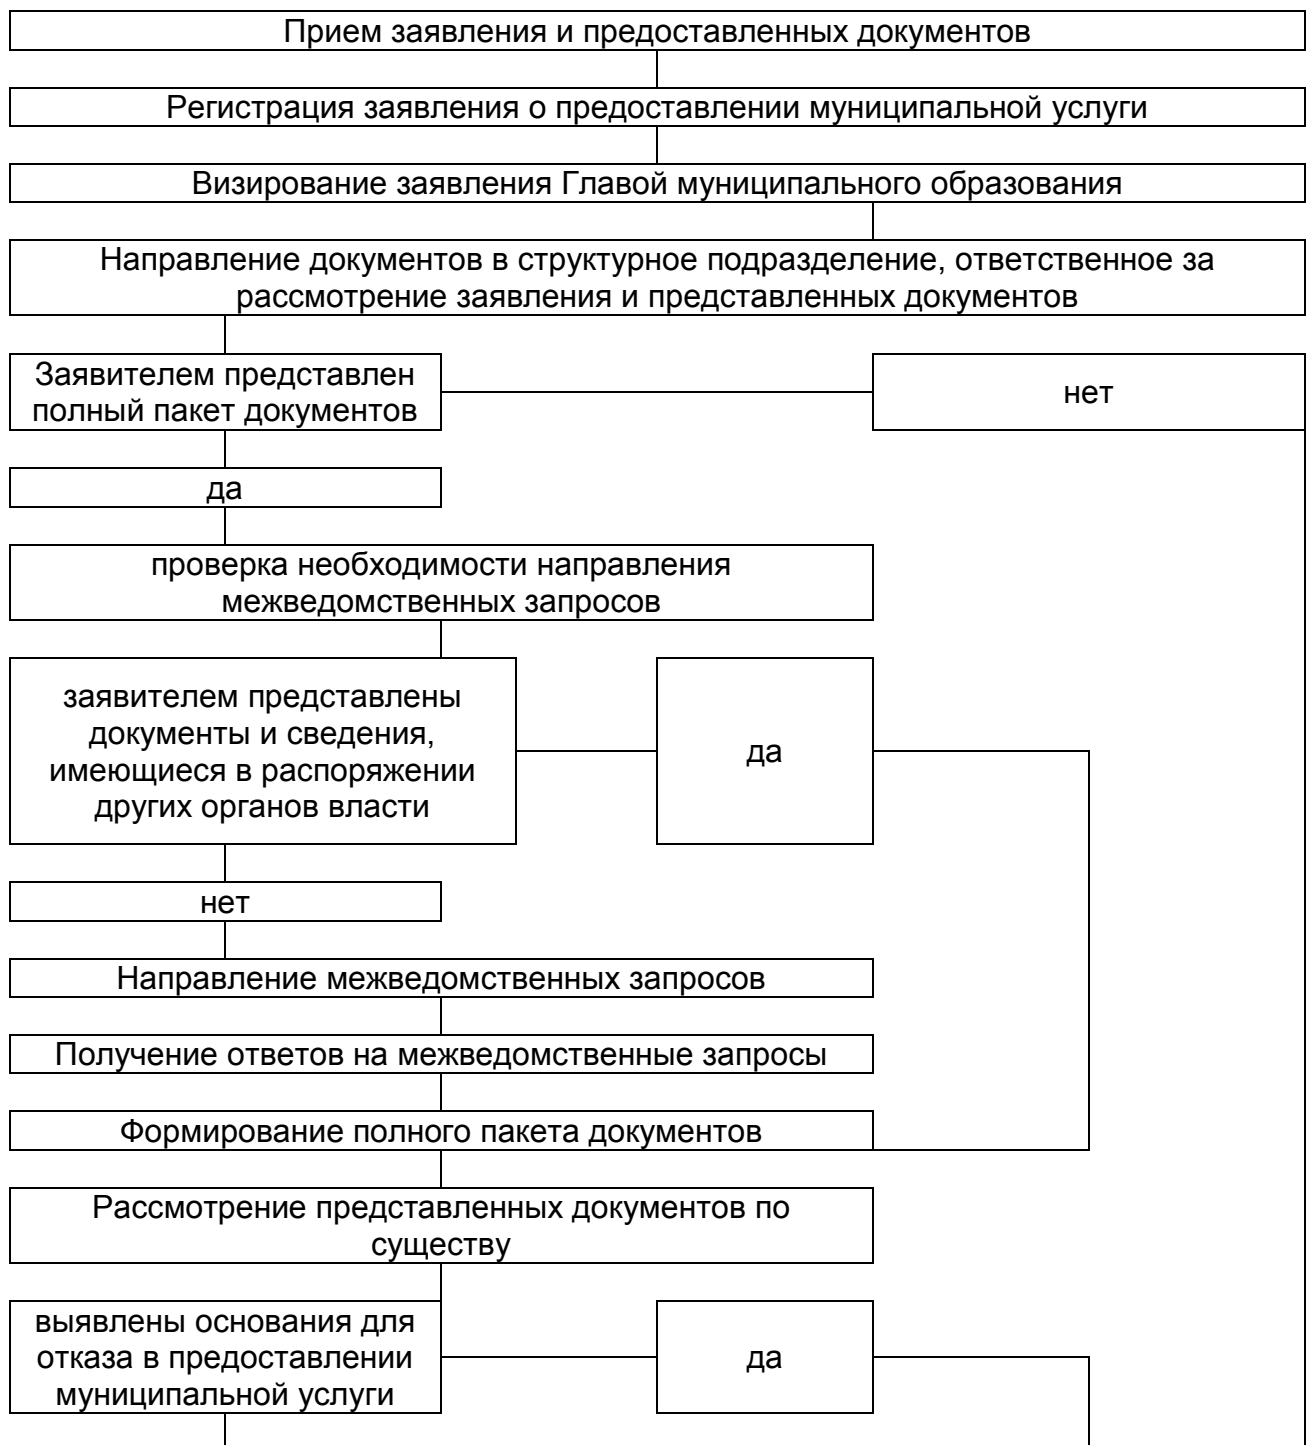 Прием заявления и предоставленных документов
Регистрация заявления о предоставлении муниципальной услуги
Визирование заявления Главой муниципального образования
Направление документов в структурное подразделение, ответственное за
рассмотрение заявления и представленных документов
Заявителем представлен
полный пакет документов
нет
да
проверка необходимости направления
межведомственных запросов
заявителем представлены
документы и сведения,
имеющиеся в распоряжении
других органов власти
да
нет
Направление межведомственных запросов
Получение ответов на межведомственные запросы
Формирование полного пакета документов
Рассмотрение представленных документов по
существу
выявлены основания для
отказа в предоставлении
муниципальной услуги
да